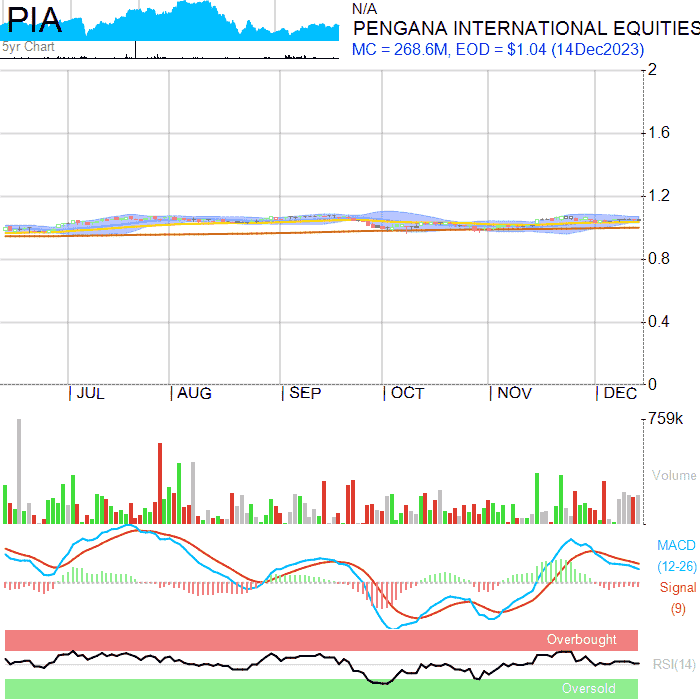 PIA
5yr Chart
N/A
PENGANA INTERNATIONAL EQUITIES
MC = 268.6M, EOD = $1.04 (14Dec2023)
2
1.6
1.2
0.8
0.4
0
JUL AUG SEP OCT NOV DEC
759k
Volume
MACD
(12-26)
Signal
(9)
Overbought
RSI(14)
Oversold